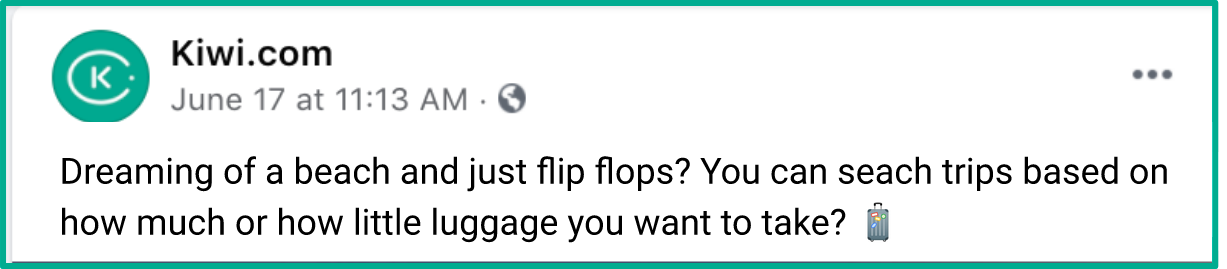 K
Kiwi.com
June 17 at 11:13 AM ·
Dreaming of a beach and just flip flops? You can seach trips based on
how much or how little luggage you want to take? 🧳